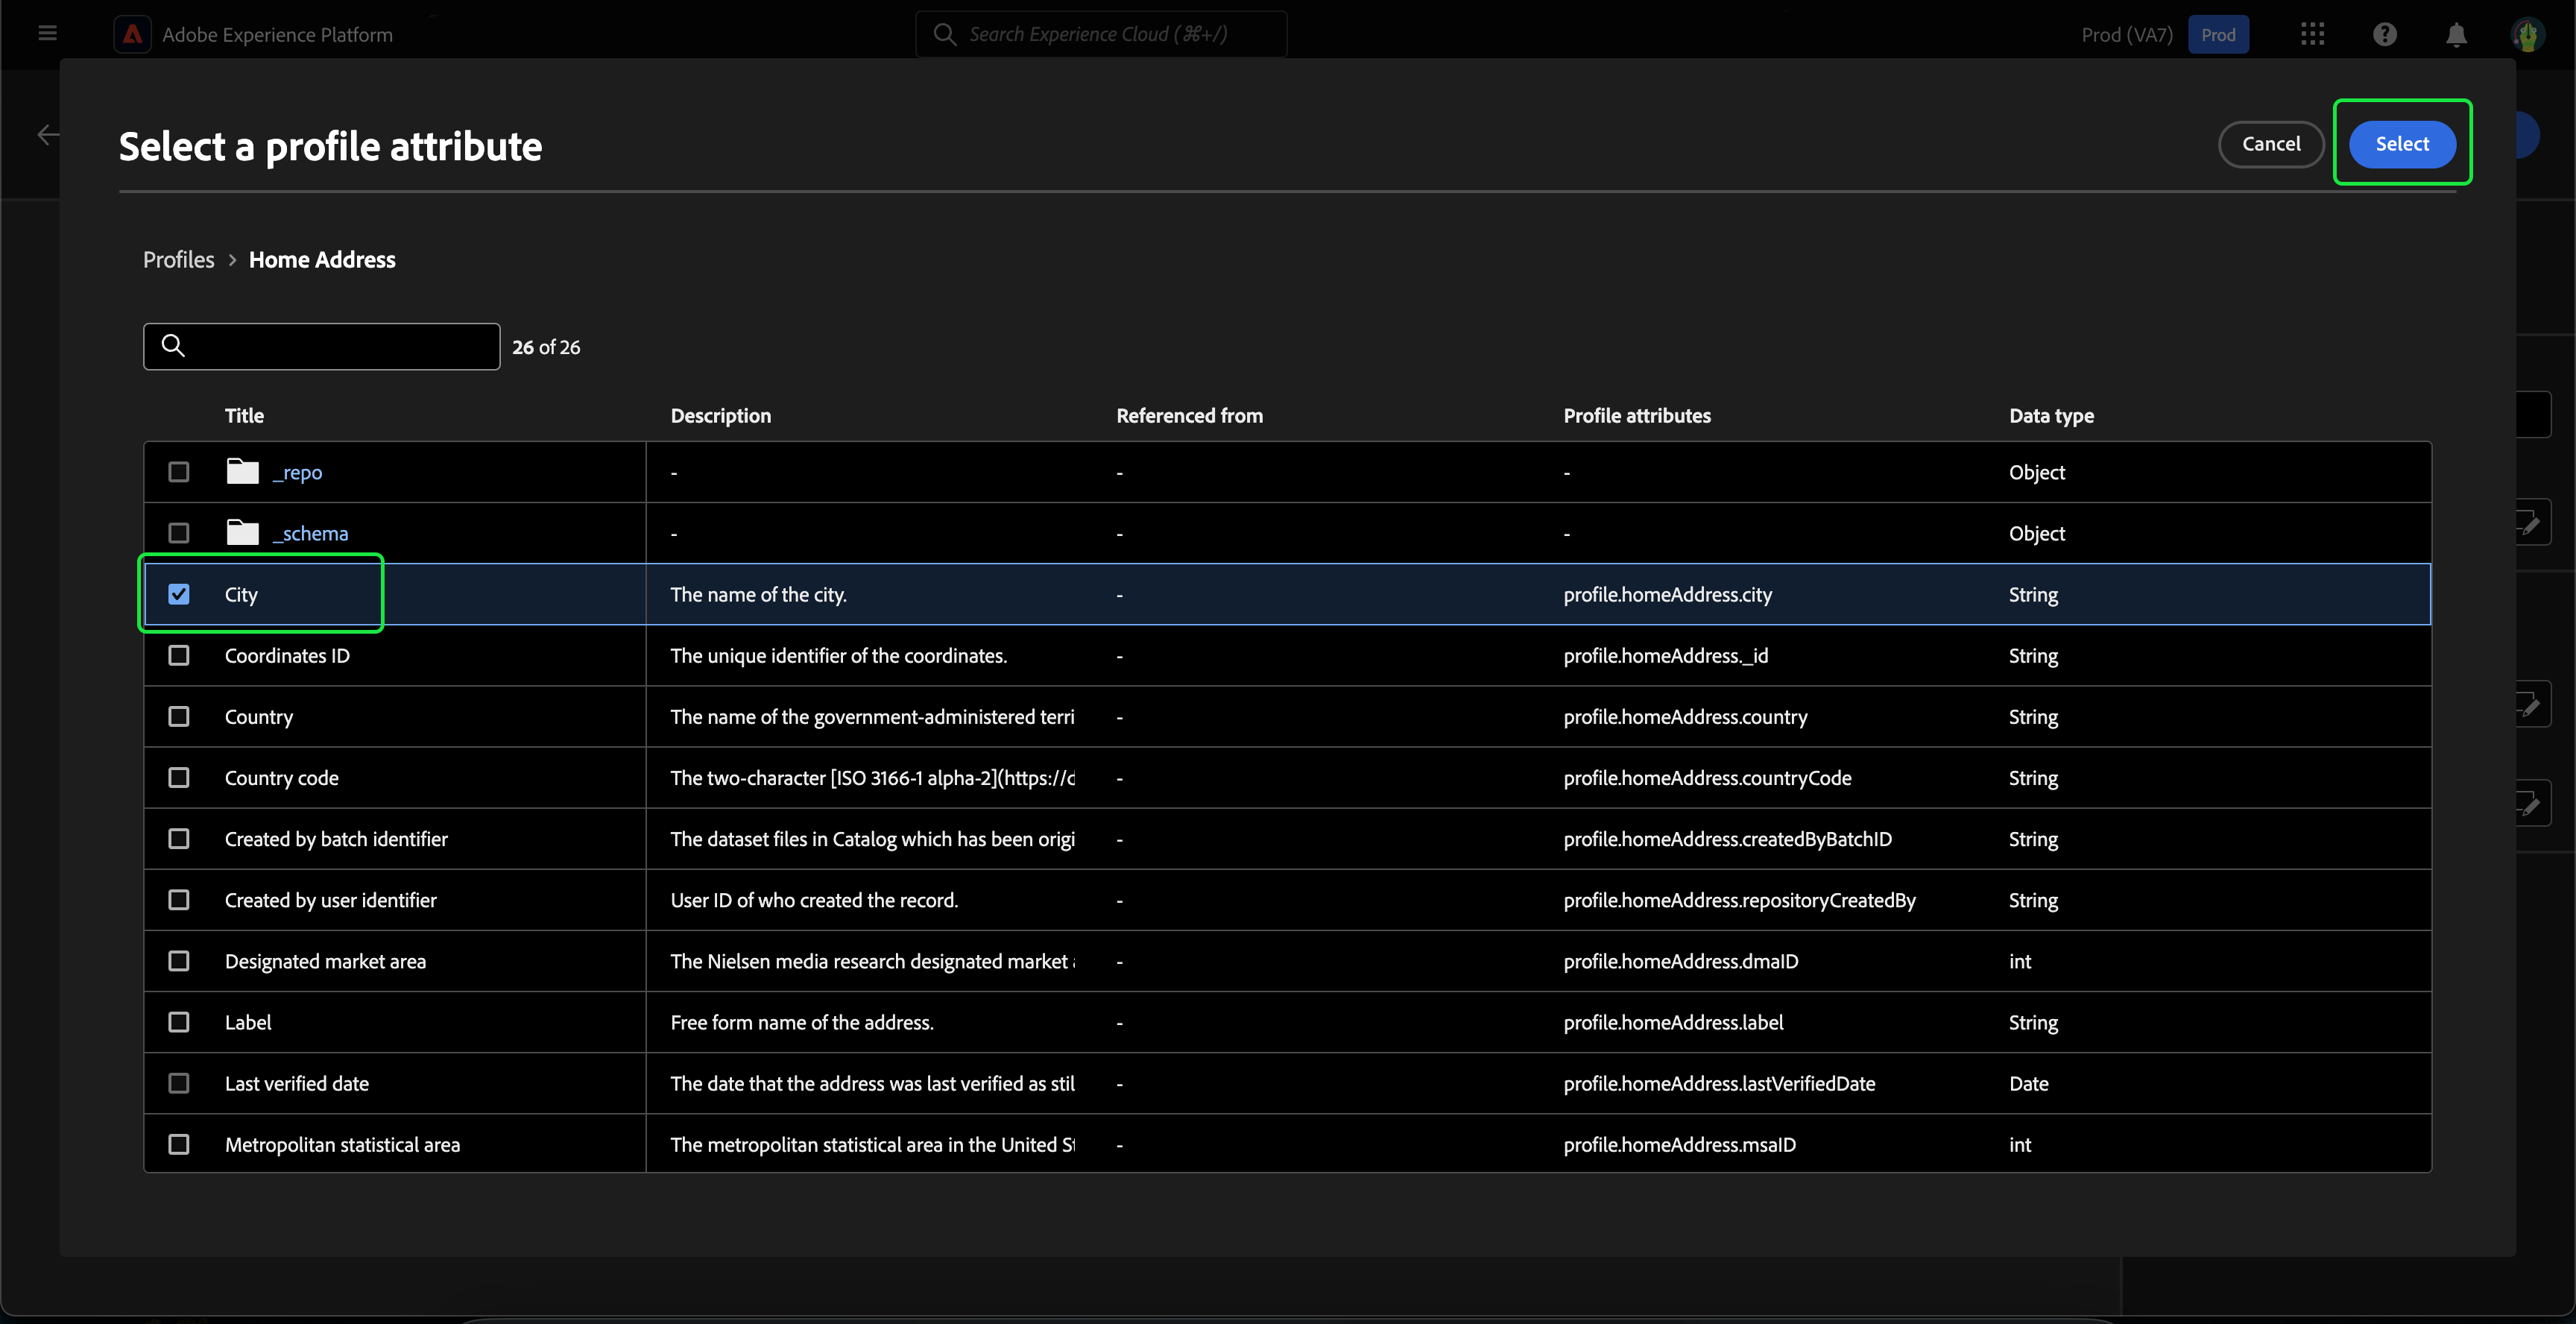 Adobe Experience Platform
Search Experience Cloud (⌘+/)
Prod (VA7)
Prod
Select a profile attribute
Cancel
Select
Profiles > Home Address
26 of 26
Title Description Referenced from Profile attributes Data type
_repo - - - Object
_schema - - - Object
City The name of the city. - profile.homeAddress.city String
Coordinates ID The unique identifier of the coordinates. - profile.homeAddress._id String
Country The name of the government-administered terri - profile.homeAddress.country String
Country code The two-character [ISO 3166-1 alpha-2](https://d - profile.homeAddress.countryCode String
Created by batch identifier The dataset files in Catalog which has been origi - profile.homeAddress.createdByBatchID String
Created by user identifier User ID of who created the record. - profile.homeAddress.repositoryCreatedBy String
Designated market area The Nielsen media research designated market - profile.homeAddress.dmaID int
Label Free form name of the address. - profile.homeAddress.label String
Last verified date The date that the address was last verified as stil - profile.homeAddress.lastVerifiedDate Date
Metropolitan statistical area The metropolitan statistical area in the United St - profile.homeAddress.msaID int